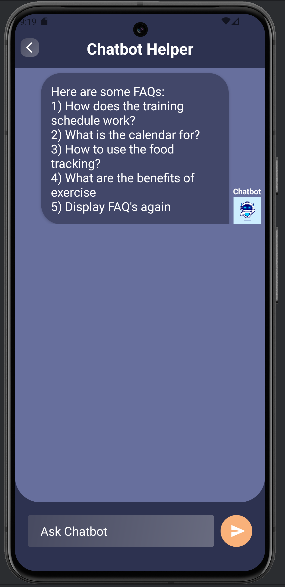 9:19
Chatbot Helper
Here are some FAQs:
1) How does the training
schedule work?
2) What is the calendar for?
3) How to use the food
tracking?
4) What are the benefits of
exercise
5) Display FAQ's again
Chatbot
Ask Chatbot